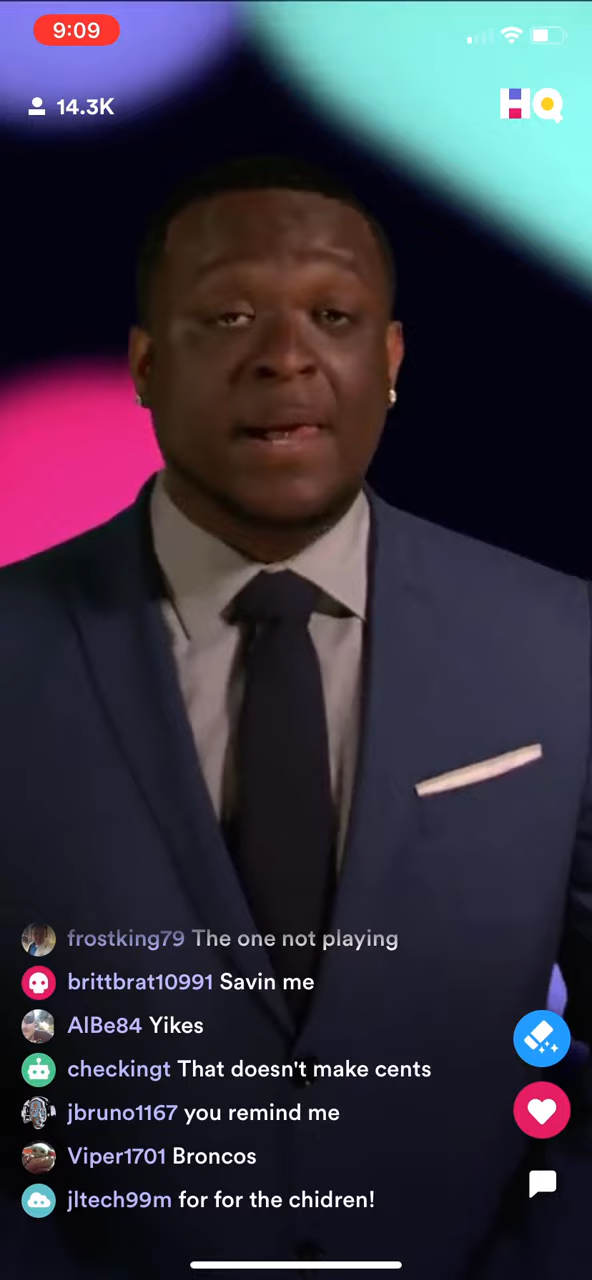 9:09
14.3K
HQ
frostking79 The one not playing
brittbrat10991 Savin me
AlBe84 Yikes
checkingt That doesn't make cents
jbruno1167 you remind me
Viper1701 Broncos
jltech99m for for the chidren!